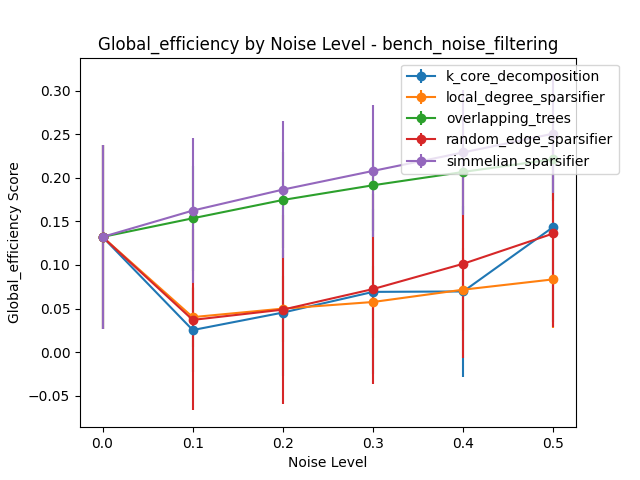 Global_efficiency by Noise Level - bench_noise_filtering
k_core_decomposition
local_degree_sparsifier
overlapping_trees
random_edge_sparsifier
simmelian_sparsifier
Global_efficiency Score
0.30
0.25
0.20
0.15
0.10
0.05
0.00
−0.05
0.0 0.1 0.2 0.3 0.4 0.5
Noise Level